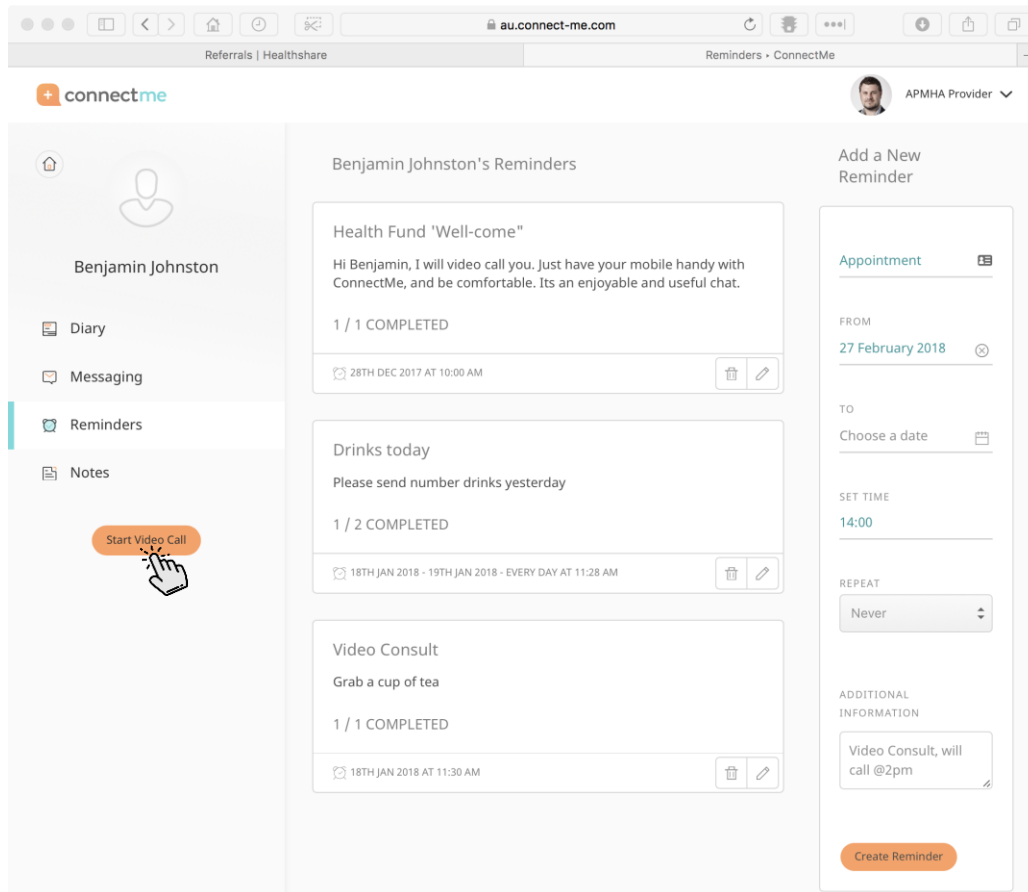 au.connect-me.com
Referrals | Healthshare
Reminders • ConnectMe
connectme
APMHA Provider
Benjamin Johnston
Diary
Messaging
Reminders
Notes
Start Video Call
Benjamin Johnston's Reminders
Health Fund 'Well-come"
Hi Benjamin, I will video call you. Just have your mobile handy with
ConnectMe, and be comfortable. Its an enjoyable and useful chat.
1 / 1 COMPLETED
28TH DEC 2017 AT 10:00 AM
Drinks today
Please send number drinks yesterday
1 / 2 COMPLETED
18TH JAN 2018 - 19TH JAN 2018 - EVERY DAY AT 11:28 AM
Video Consult
Grab a cup of tea
1 / 1 COMPLETED
18TH JAN 2018 AT 11:30 AM
Add a New
Reminder
Appointment
FROM
27 February 2018
TO
Choose a date
SET TIME
14:00
REPEAT
Never
ADDITIONAL
INFORMATION
Video Consult, will
call @2pm
Create Reminder